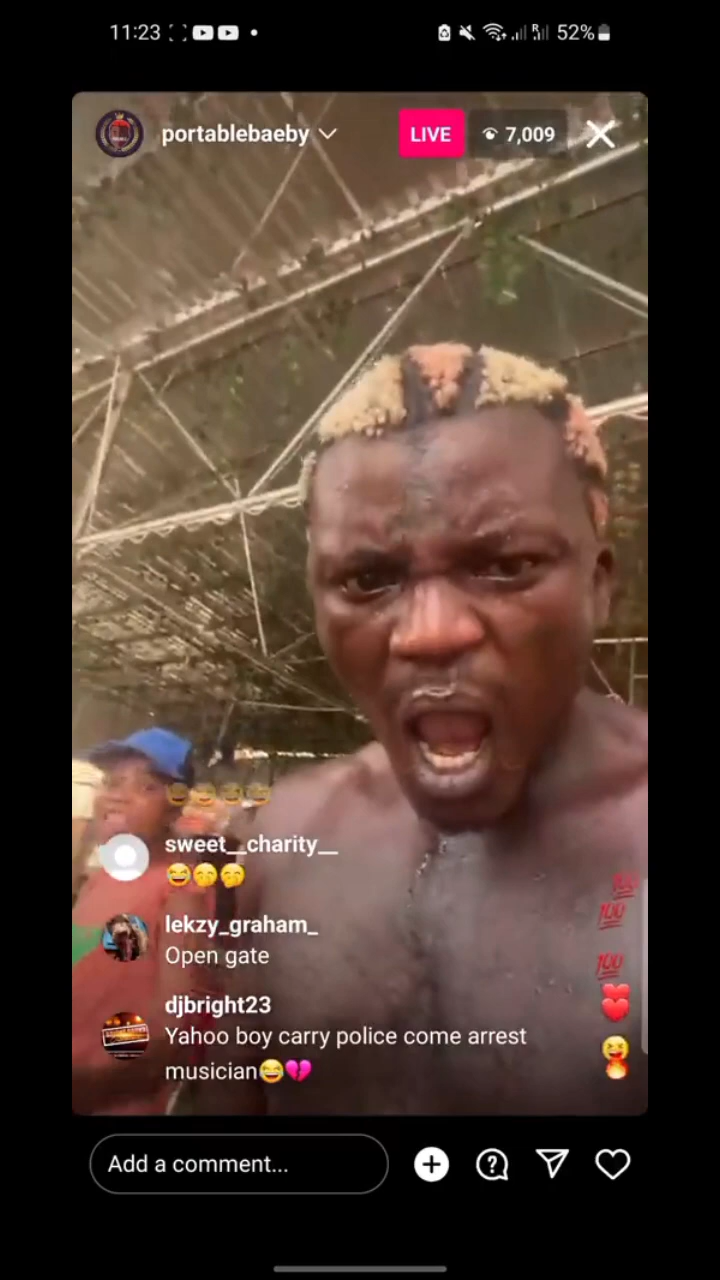 11:23
52%
portablebaeby
LIVE
7,009
😂🤭🤭
sweet__charity__
lekzy_graham_
Open gate
djbright23
Yahoo boy carry police come arrest
musician😂💔
Add a comment...